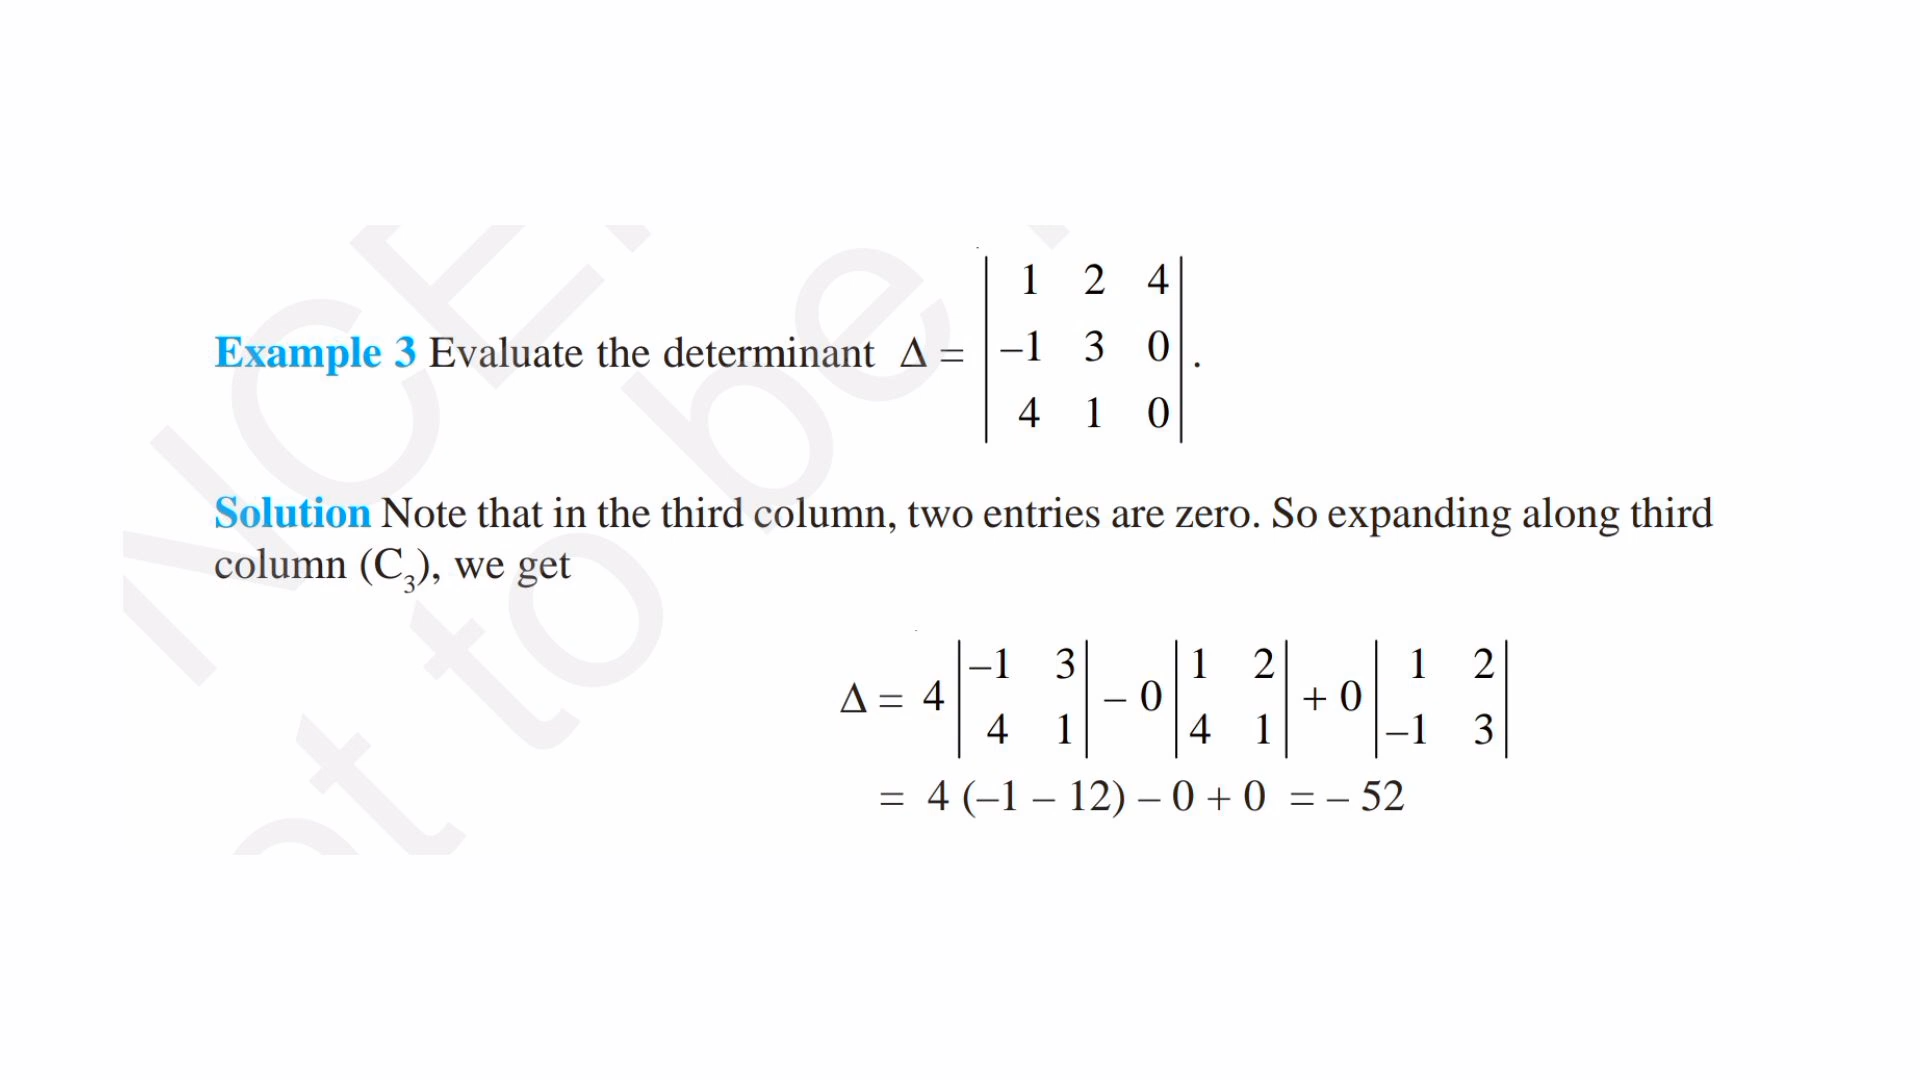 Example 3 Evaluate the determinant Δ = | 1 2 4 |
| –1 3 0 | .
| 4 1 0 |
Solution Note that in the third column, two entries are zero. So expanding along third
column (C₃), we get
Δ = 4 | –1 3 | – 0 | 1 2 | + 0 | 1 2 |
| 4 1 | | 4 1 | | –1 3 |
= 4 (–1 – 12) – 0 + 0 = – 52
to be